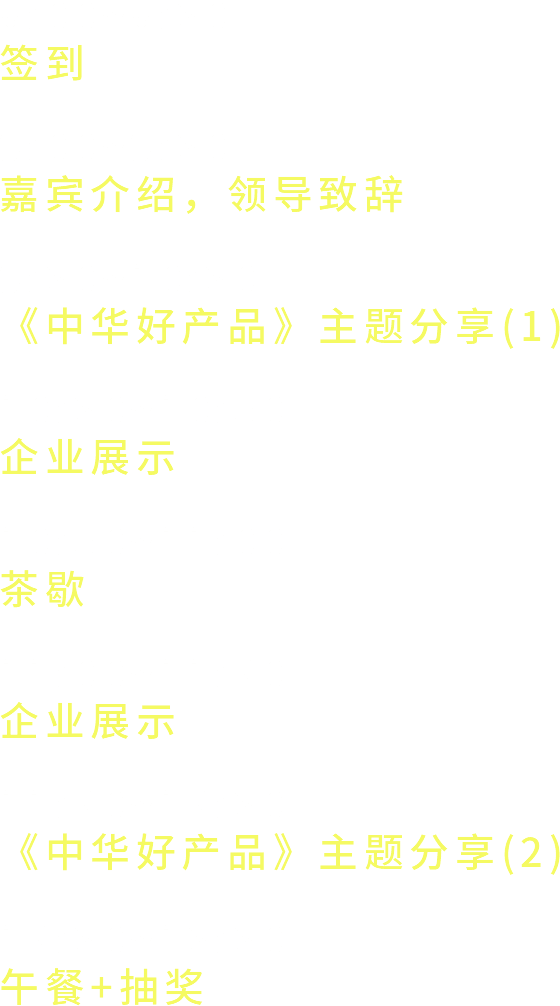 签到
嘉宾介绍，领导致辞
《中华好产品》主题分享(1)
企业展示
茶歇
企业展示
《中华好产品》主题分享(2)
午餐+抽奖